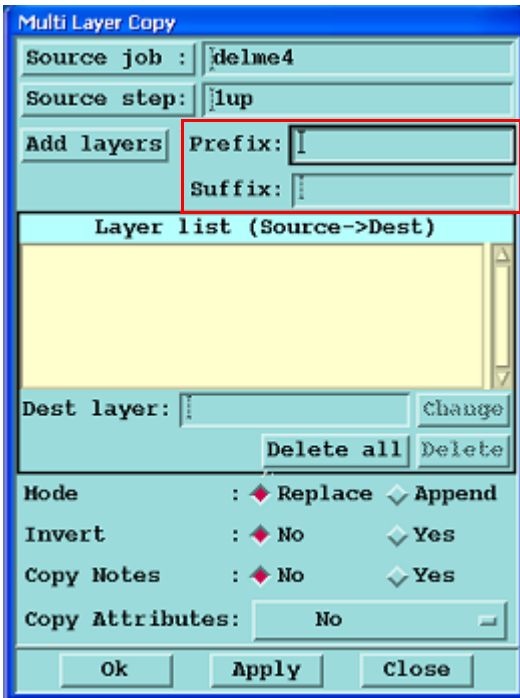 Multi Layer Copy
Source job : delme4
Source step: 1up
Add layers Prefix:
Suffix:
Layer list (Source->Dest)
Dest layer: Change
Delete all Delete
Mode : Replace Append
Invert : No Yes
Copy Notes : No Yes
Copy Attributes: No
Ok Apply Close